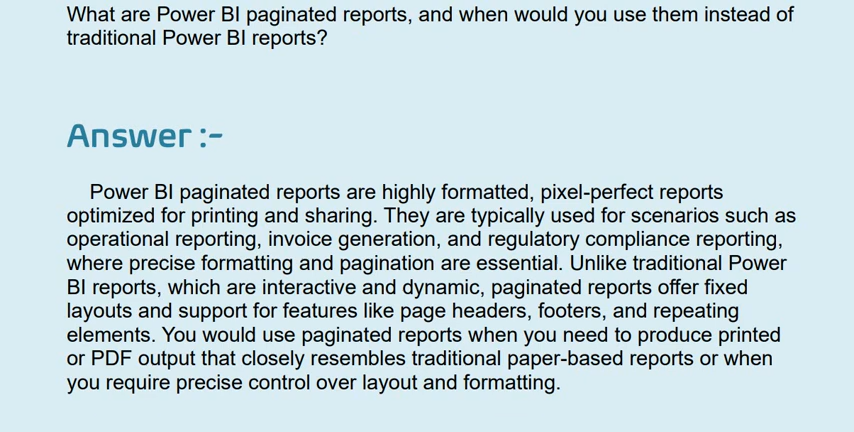 What are Power BI paginated reports, and when would you use them instead of
traditional Power BI reports?
Answer :-
Power BI paginated reports are highly formatted, pixel-perfect reports
optimized for printing and sharing. They are typically used for scenarios such as
operational reporting, invoice generation, and regulatory compliance reporting,
where precise formatting and pagination are essential. Unlike traditional Power
BI reports, which are interactive and dynamic, paginated reports offer fixed
layouts and support for features like page headers, footers, and repeating
elements. You would use paginated reports when you need to produce printed
or PDF output that closely resembles traditional paper-based reports or when
you require precise control over layout and formatting.